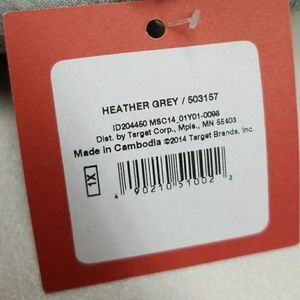 HEATHER GREY / 503157
ID204450 MSC14_01Y01-0098
Dist. by Target Corp., Mpls., MN 55403
Made in Cambodia ©2014 Target Brands, Inc.
1X
4 90210 51002 2